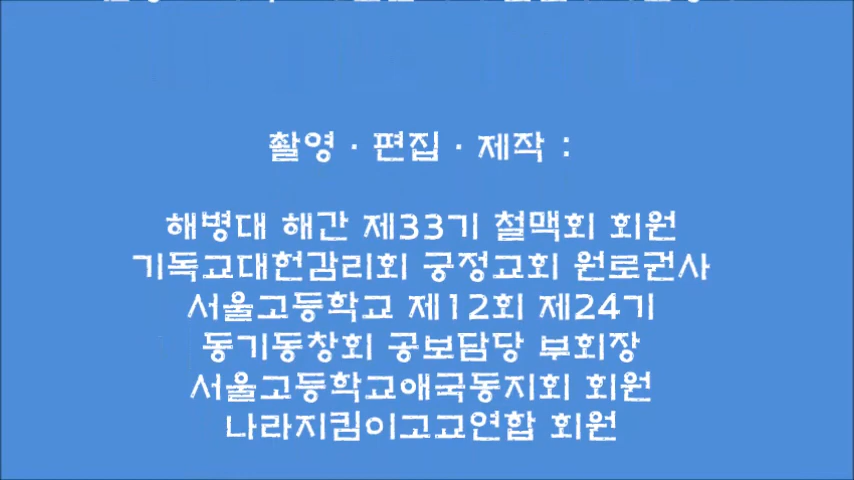 촬영 · 편집 · 제작 :
해병대 해간 제33기 철맥회 회원
기독교대헌감리회 궁정교회 원로권사
서울고등학교 제12회 제24기
동기동창회 공보담당 부회장
서울고등학교애국동지회 회원
나라지킴이고교연합 회원